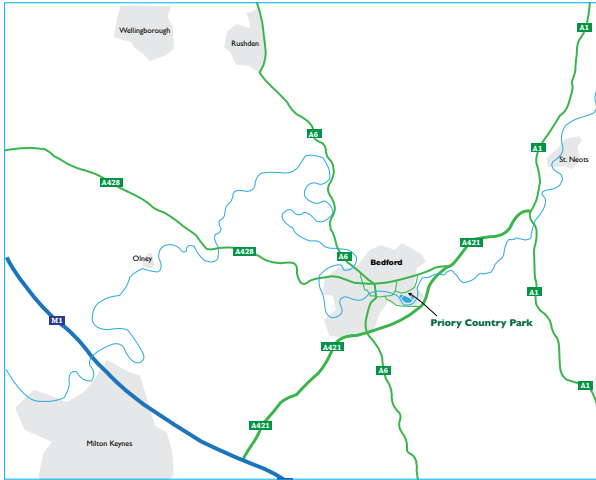 Wellingborough
Rushden
A1
A6
A1
St. Neots
A428
A421
A428
A6
Olney
Bedford
A1
M1
Priory Country Park
A421
A6
A1
A421
Milton Keynes